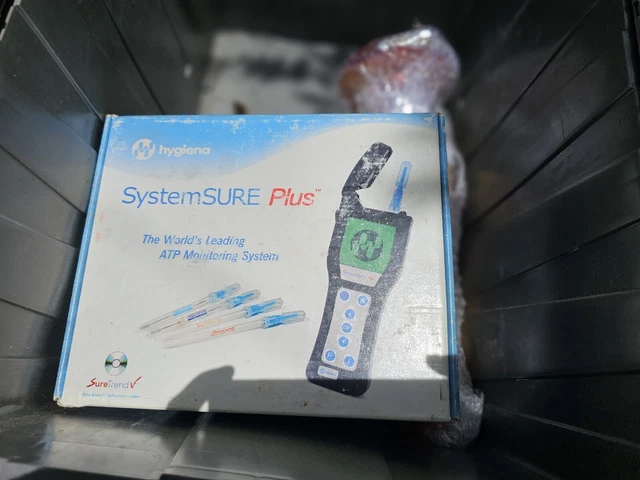 hygiena
SystemSURE Plus™
The World's Leading
ATP Monitoring System
SureTrend V